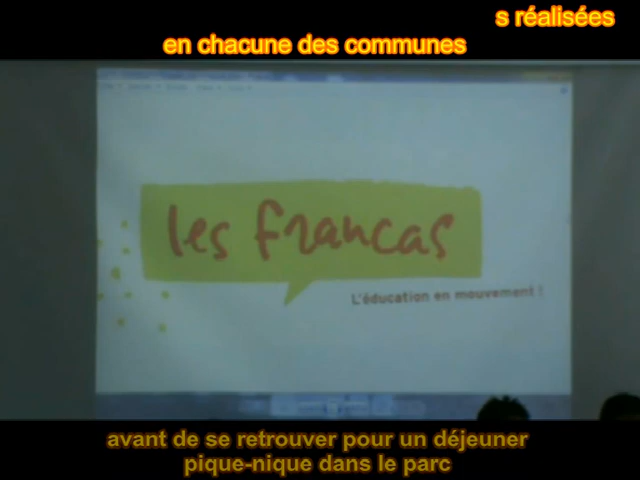 s réalisées
en chacune des communes
les francas
L'éducation en mouvement !
avant de se retrouver pour un déjeuner
pique-nique dans le parc